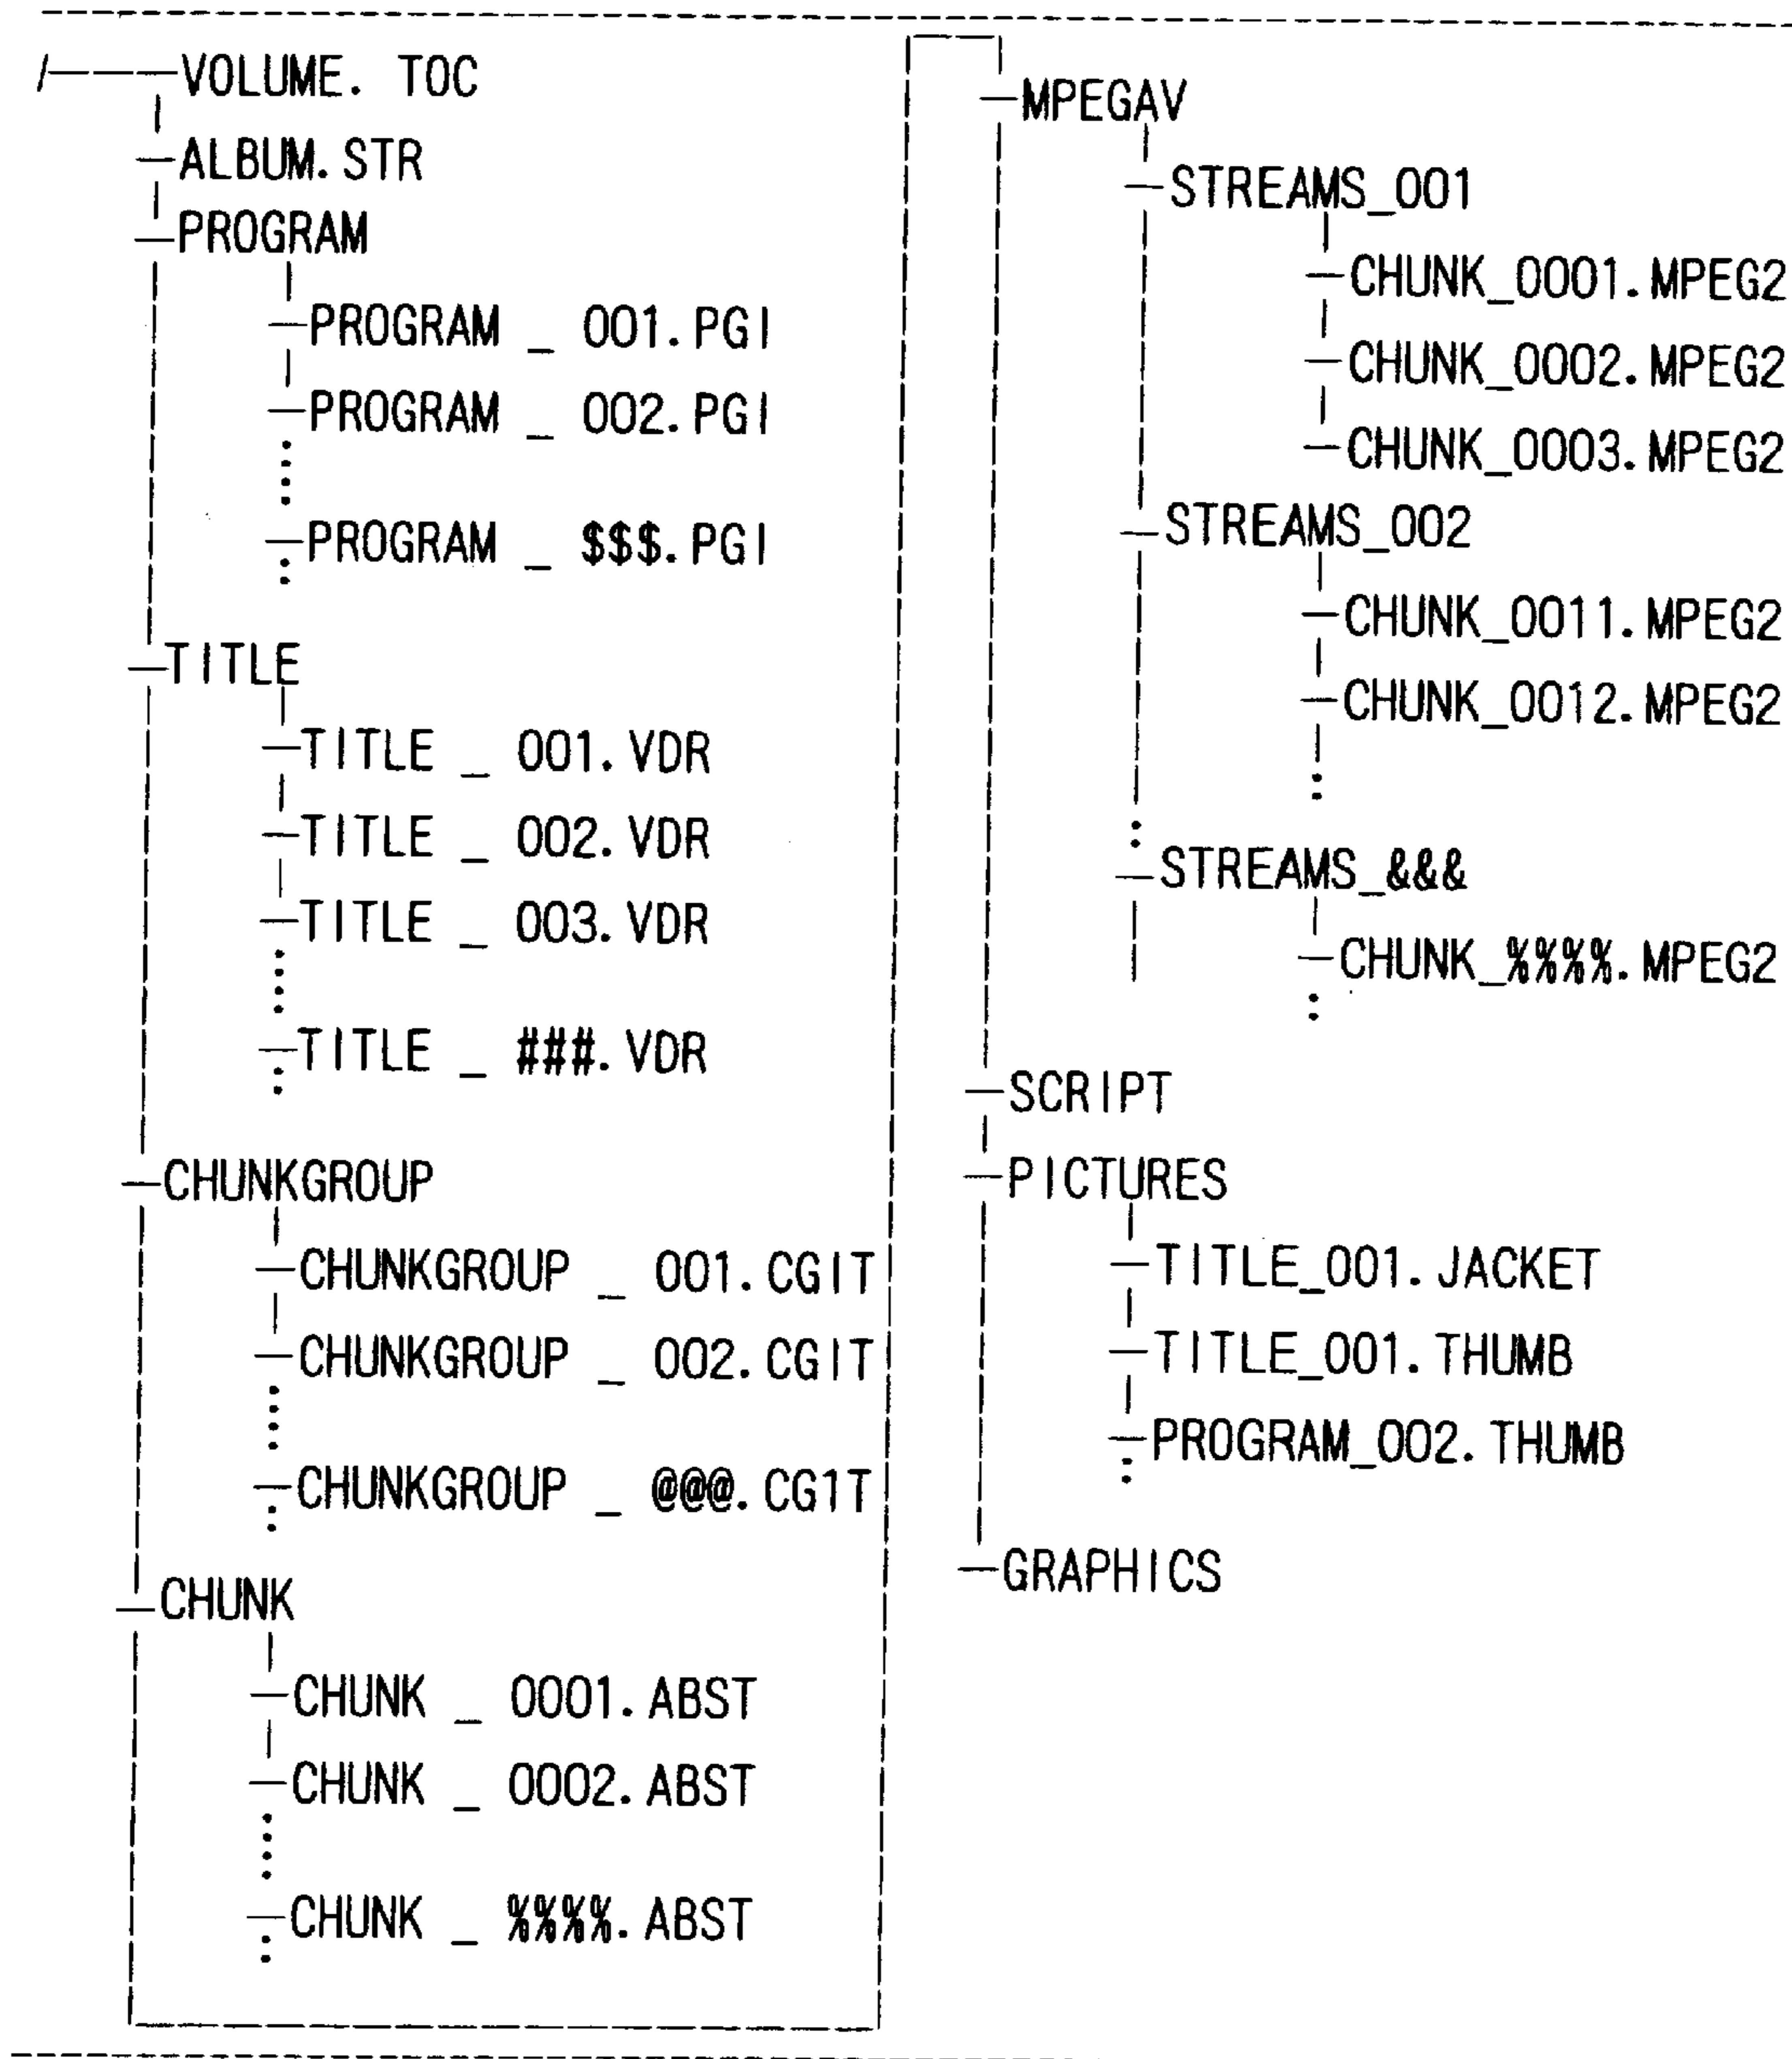 /VOLUME. TOC
ALBUM. STR
PROGRAM
PROGRAM _ 001. PGI
PROGRAM _ 002. PGI
PROGRAM _ $$$. PGI
TITLE
TITLE _ 001. VDR
TITLE _ 002. VDR
TITLE _ 003. VDR
TITLE _ ###. VDR
CHUNKGROUP
CHUNKGROUP _ 001. CGIT
CHUNKGROUP _ 002. CGIT
CHUNKGROUP _ @@@. CG1T
CHUNK
CHUNK _ 0001. ABST
CHUNK _ 0002. ABST
CHUNK _ %%%%. ABST
MPEGAV
STREAMS_001
CHUNK_0001. MPEG2
CHUNK_0002. MPEG2
CHUNK_0003. MPEG2
STREAMS_002
CHUNK_0011. MPEG2
CHUNK_0012. MPEG2
STREAMS_&&&
CHUNK_%%%%. MPEG2
SCRIPT
PICTURES
TITLE_001. JACKET
TITLE_001. THUMB
PROGRAM_002. THUMB
GRAPHICS